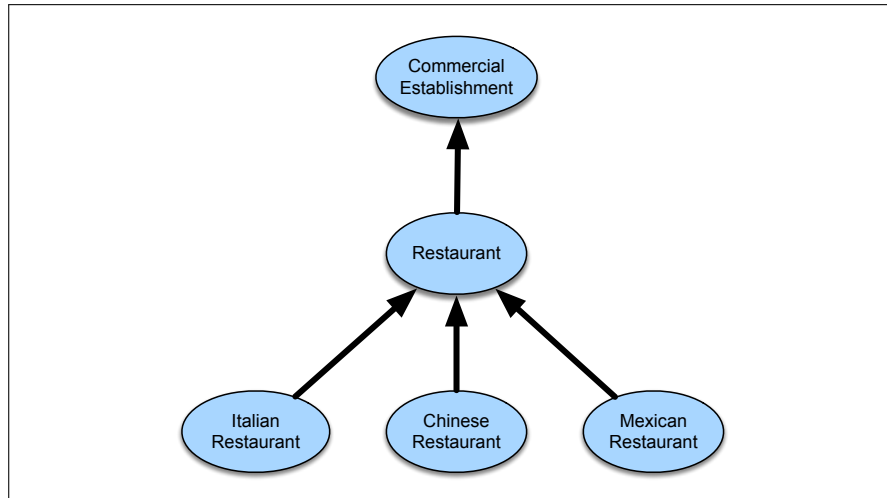 Commercial
Establishment
Restaurant
Italian
Restaurant
Chinese
Restaurant
Mexican
Restaurant